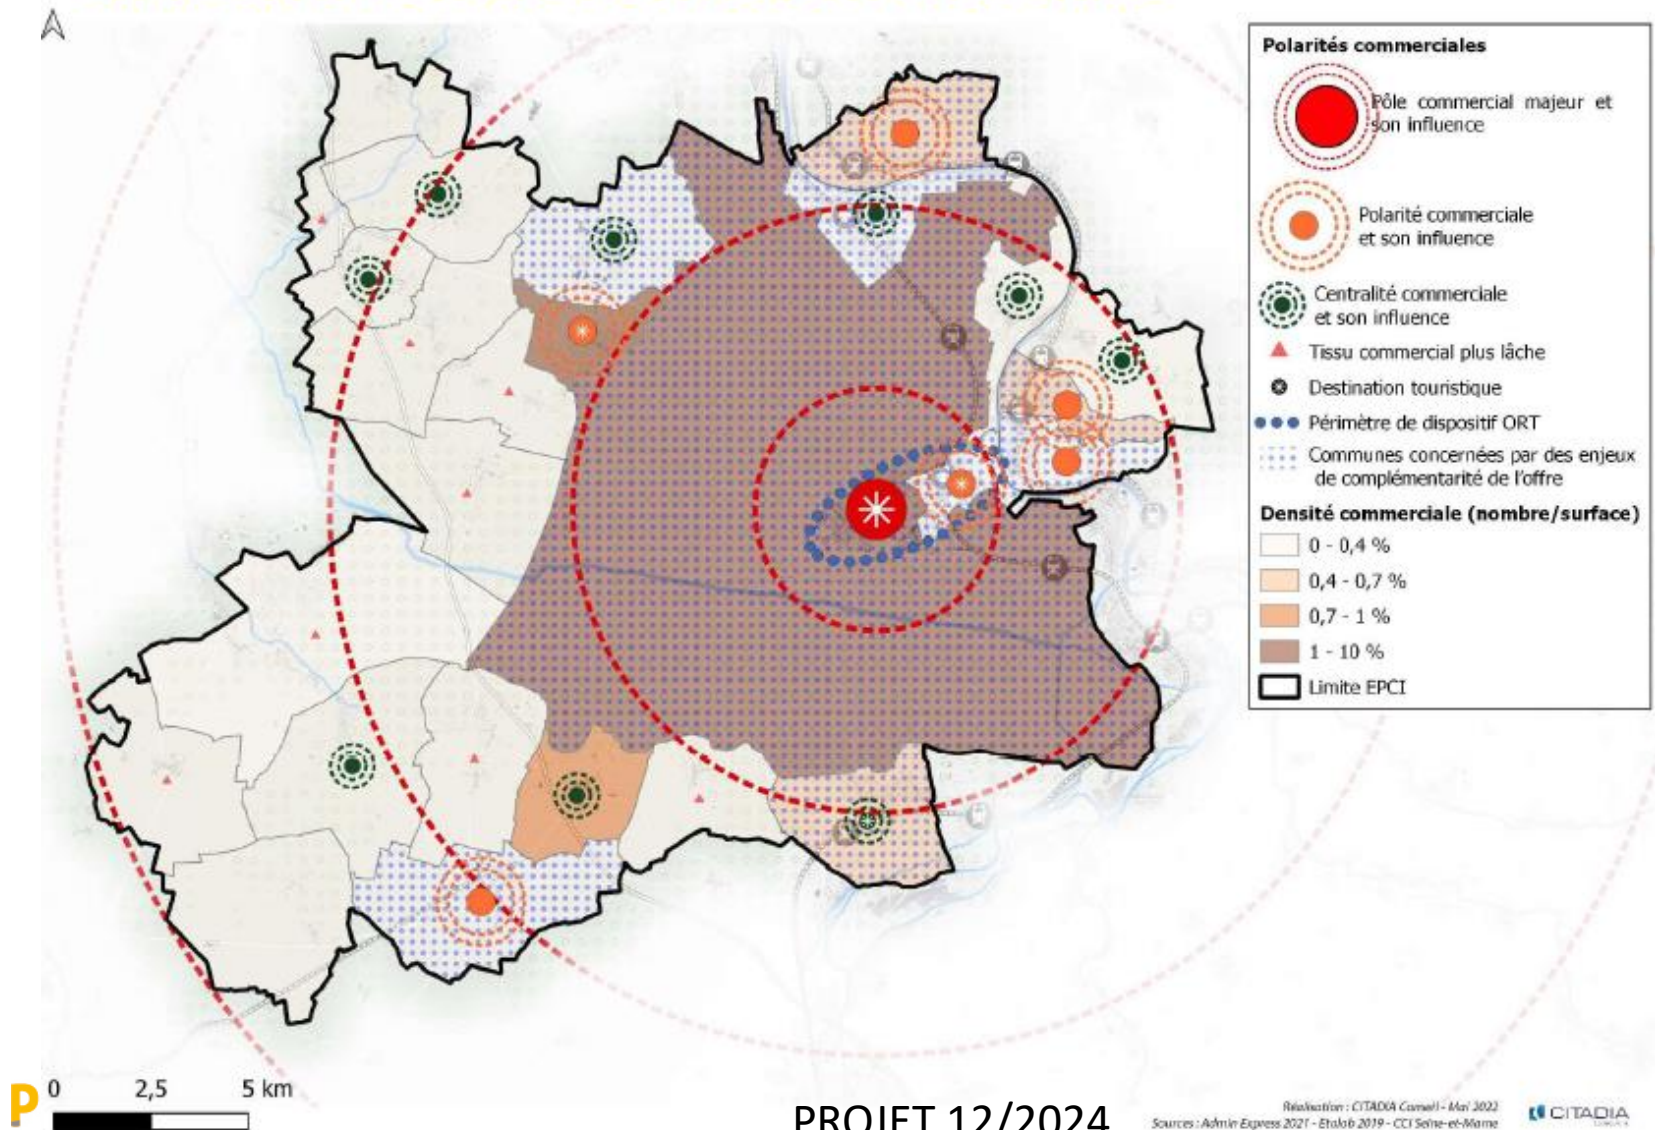 Polarités commerciales
Pôle commercial majeur et
son influence
Polarité commerciale
et son influence
Centralité commerciale
et son influence
Tissu commercial plus lâche
Destination touristique
Périmètre de dispositif ORT
Communes concernées par des enjeux
de complémentarité de l'offre
Densité commerciale (nombre/surface)
0 - 0,4 %
0,4 - 0,7 %
0,7 - 1 %
1 - 10 %
Limite EPCI
P
0 2,5 5 km
PROJET 12/2024
Réalisation : CITADIA Conseil - Mai 2022
Sources : Admin Express 2021 - Etalab 2019 - CCI Seine-et-Marne
CITADIA